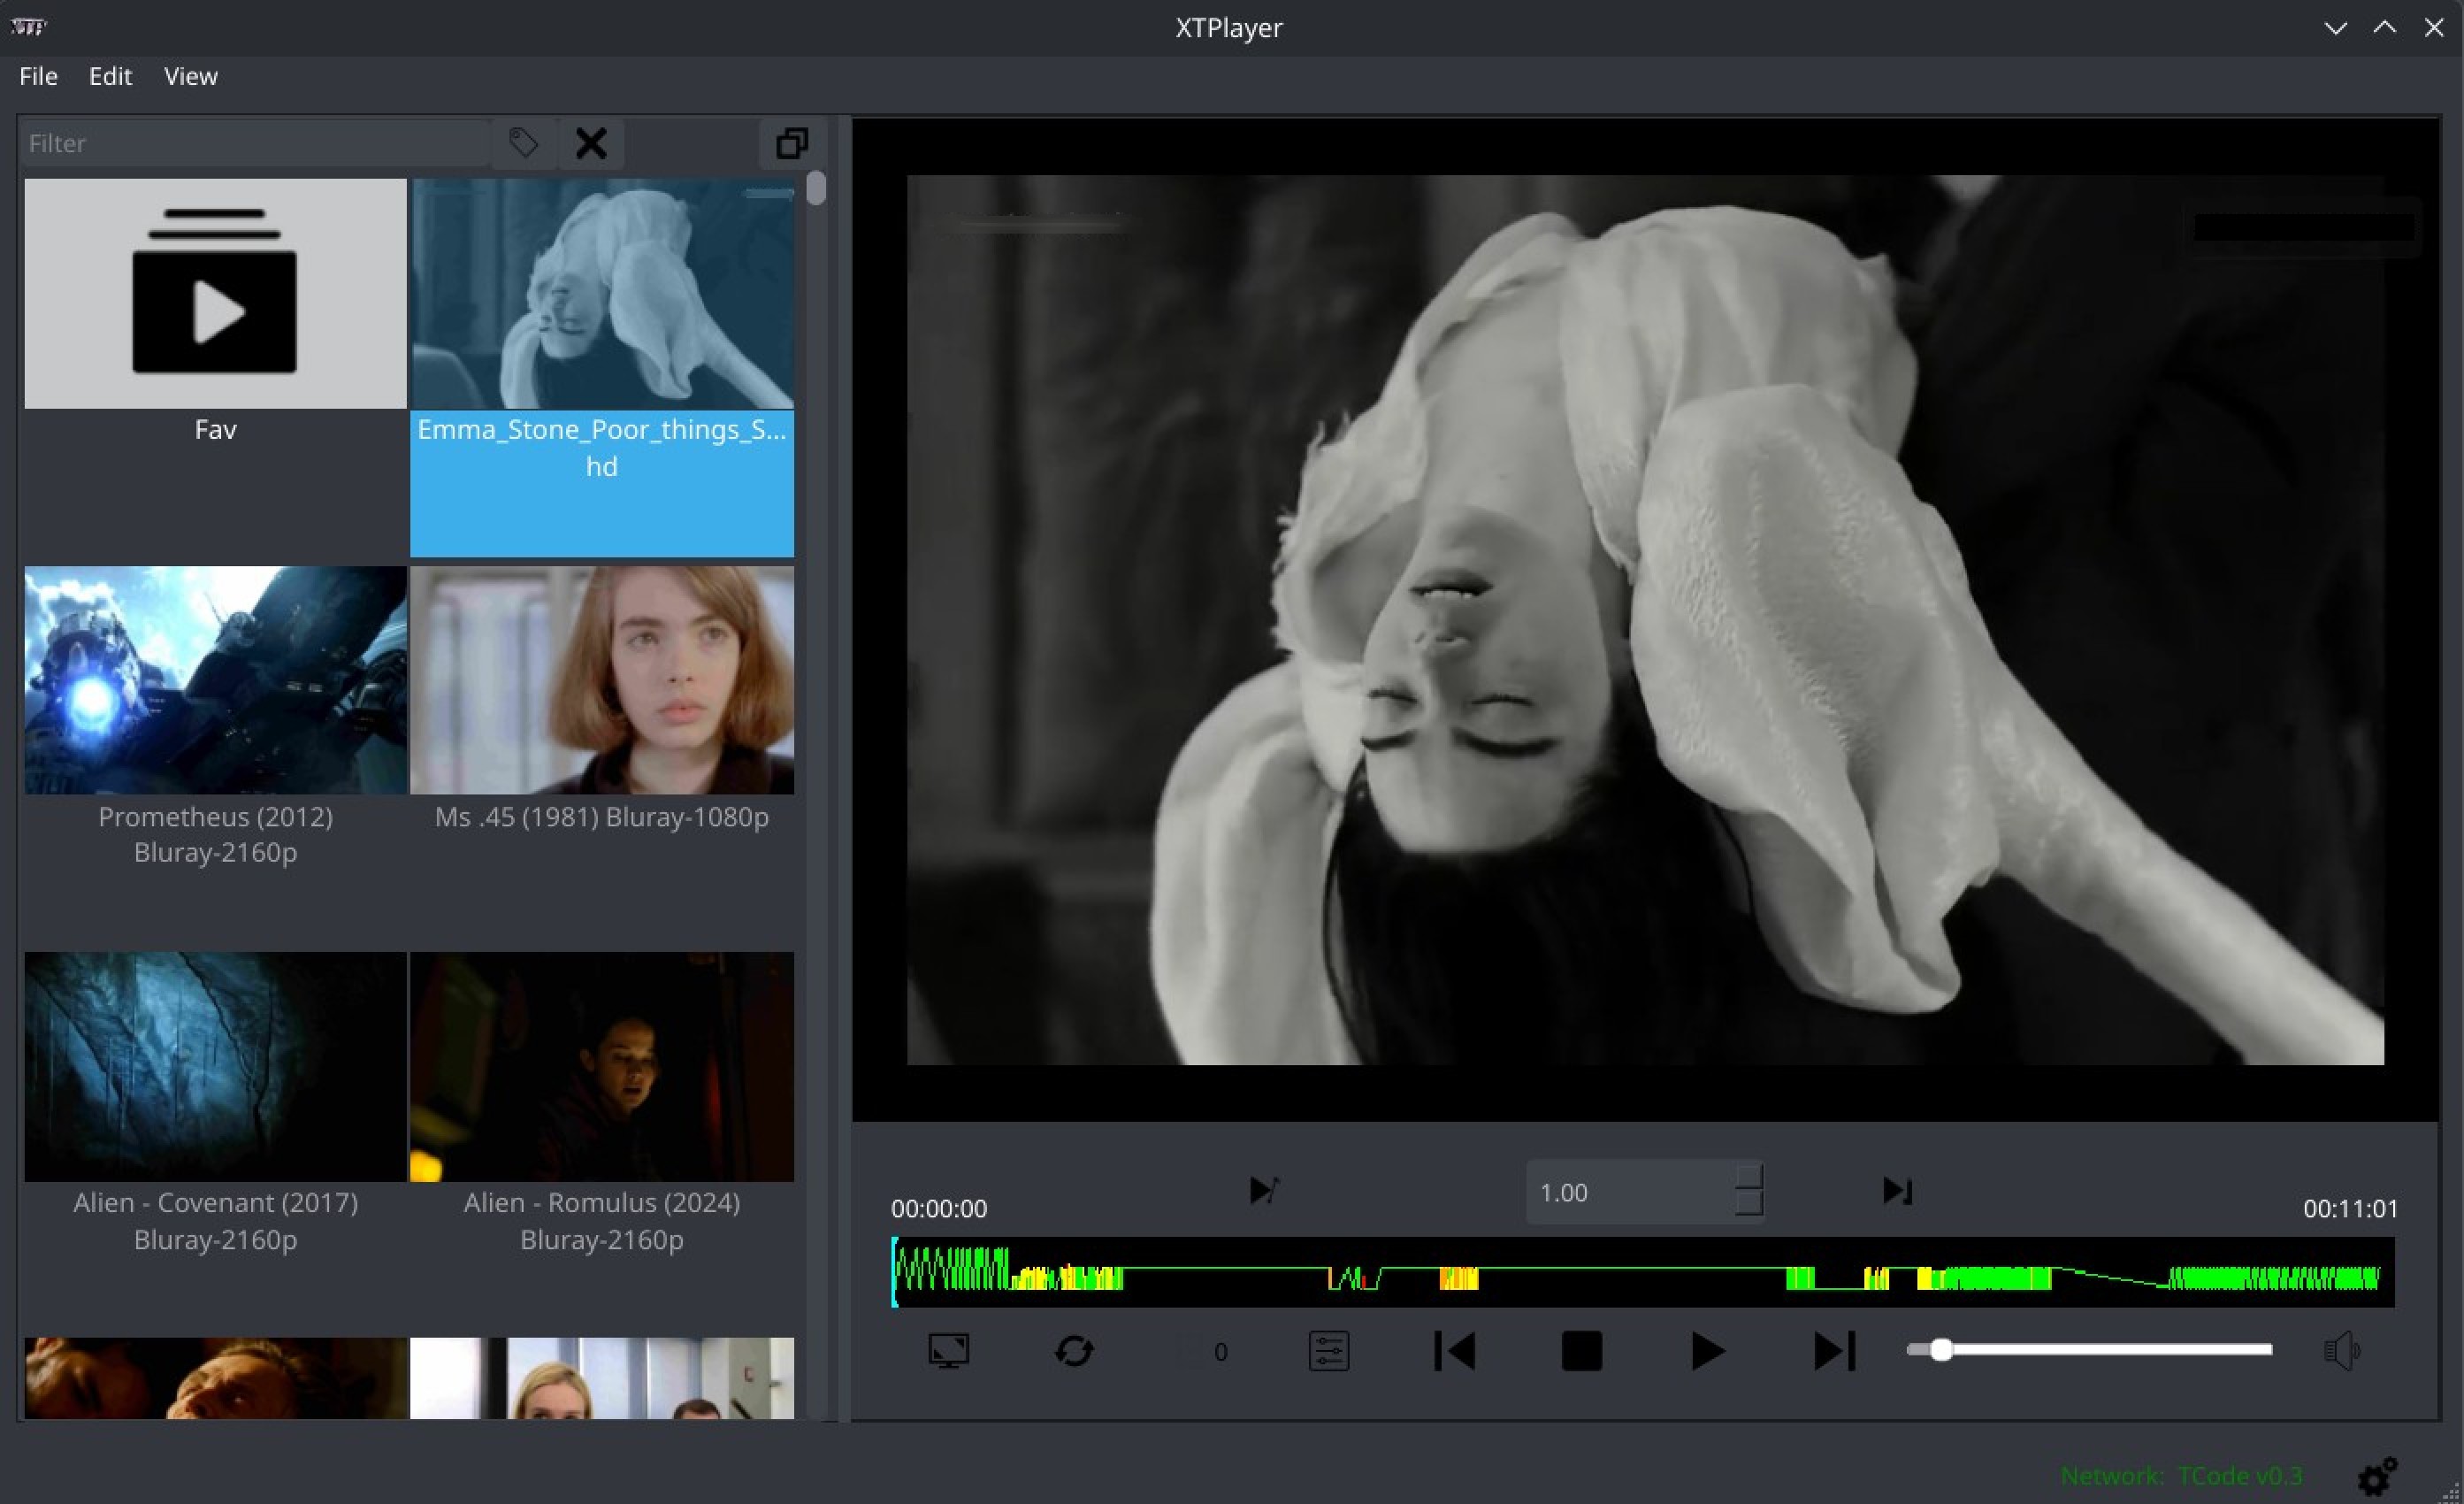 XTP
XTPlayer
File Edit View
Filter
Fav
Emma_Stone_Poor_things_S...
hd
Prometheus (2012)
Bluray-2160p
Ms .45 (1981) Bluray-1080p
Alien - Covenant (2017)
Bluray-2160p
Alien - Romulus (2024)
Bluray-2160p
00:00:00
1.00
00:11:01
0
Network: TCode v0.3